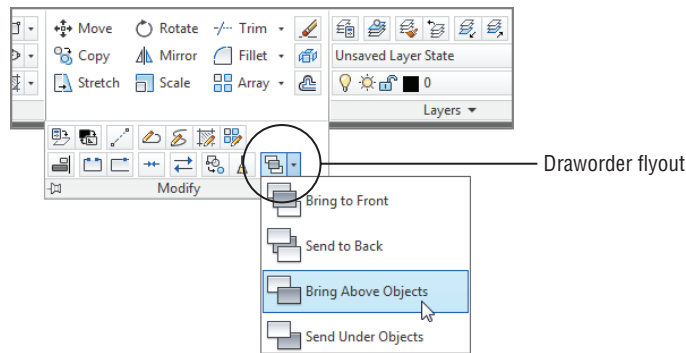 Move Rotate Trim
Copy Mirror Fillet Unsaved Layer State
Stretch Scale Array 0
Layers
Draworder flyout
Modify
Bring to Front
Send to Back
Bring Above Objects
Send Under Objects